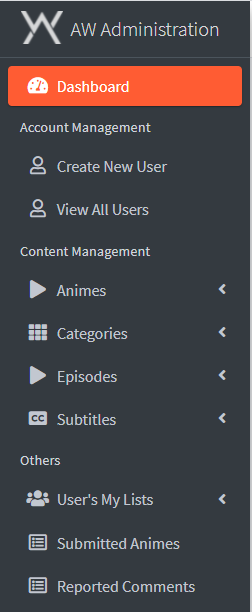 AW Administration
Dashboard
Account Management
Create New User
View All Users
Content Management
Animes
Categories
Episodes
CC Subtitles
Others
User's My Lists
Submitted Animes
Reported Comments